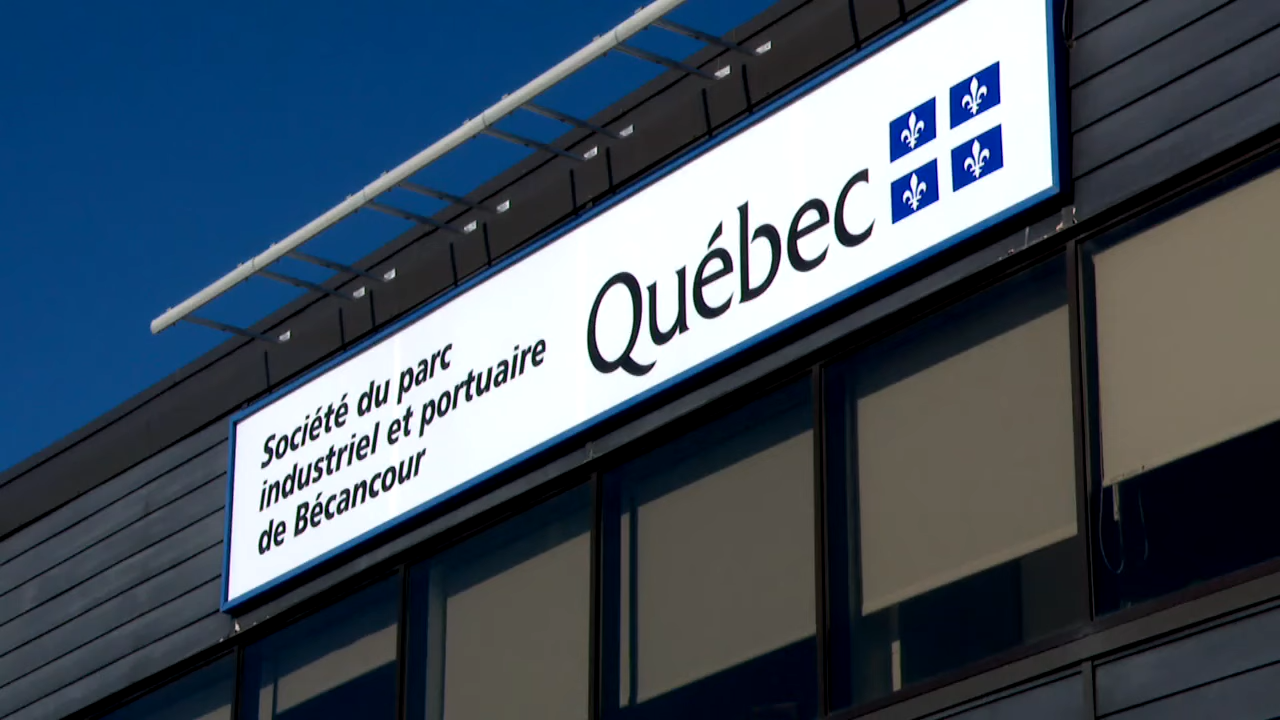 Société du parc
industriel et portuaire
de Bécancour
Québec